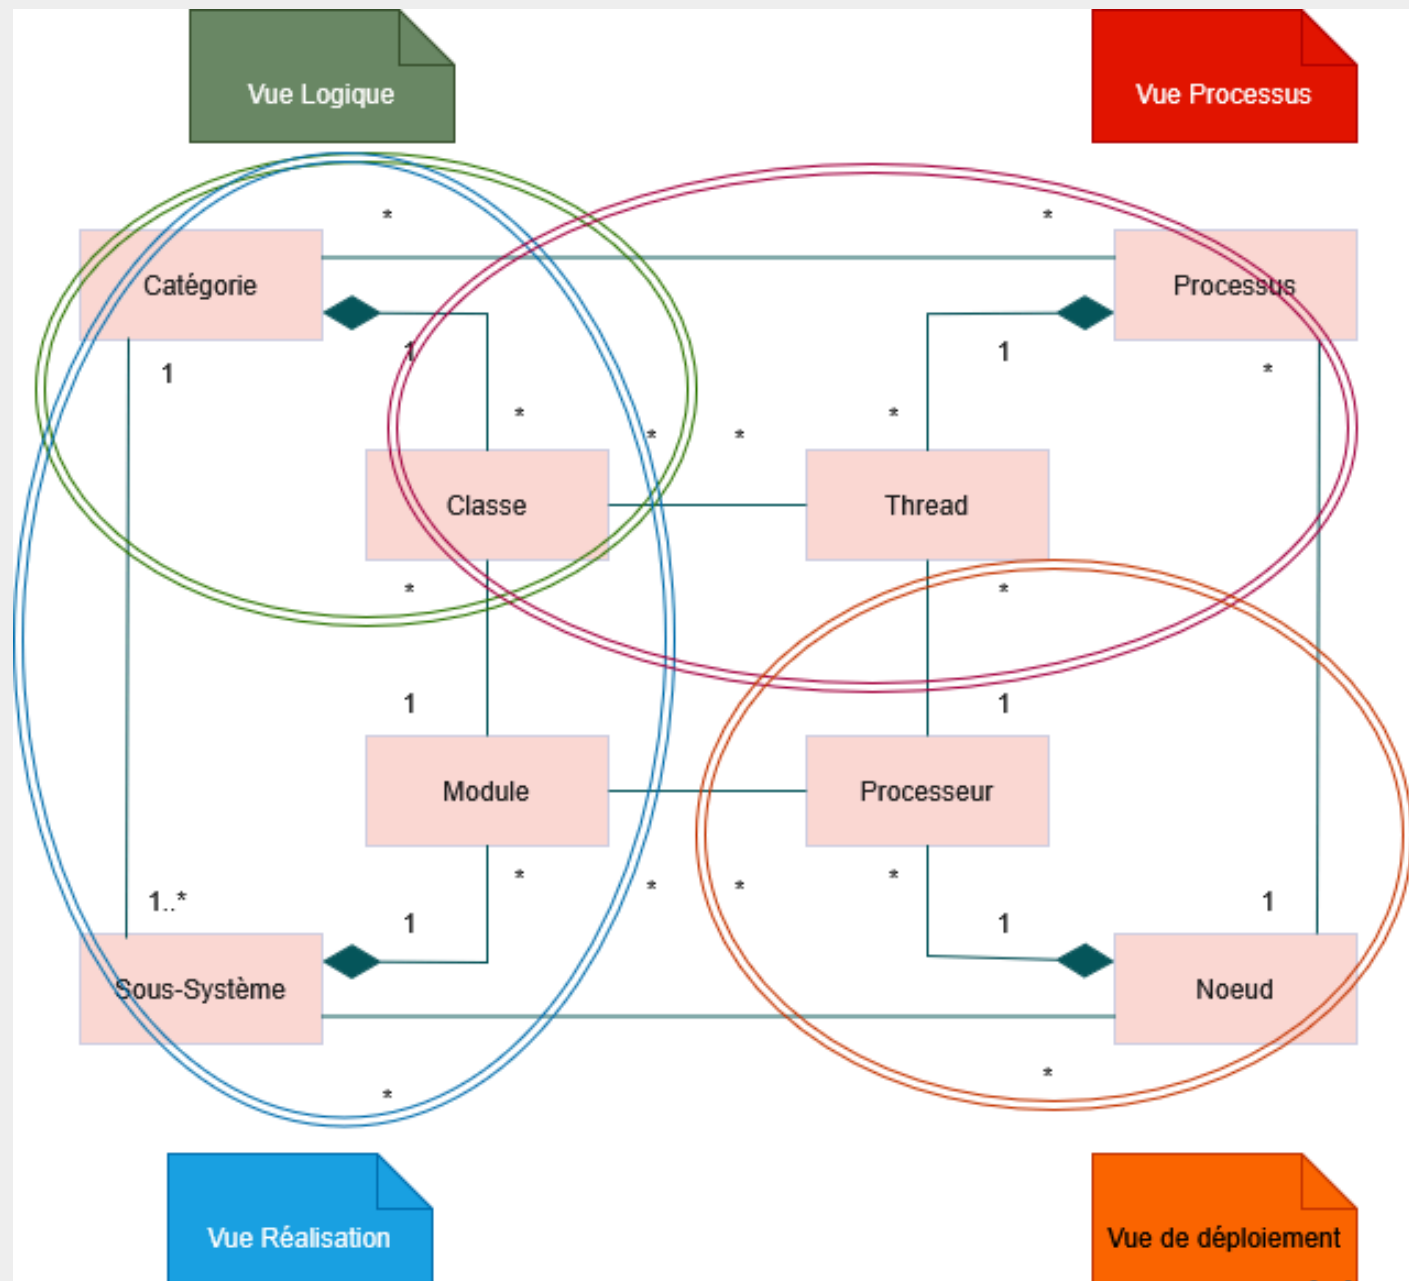 Vue Logique
Vue Processus
* *
Catégorie
Processus
1 1 1 *
* * * *
Classe
Thread
* *
1 1
Module
Processeur
* * * *
1..* 1 1 1
Sous-Système
Noeud
* *
Vue Réalisation
Vue de déploiement